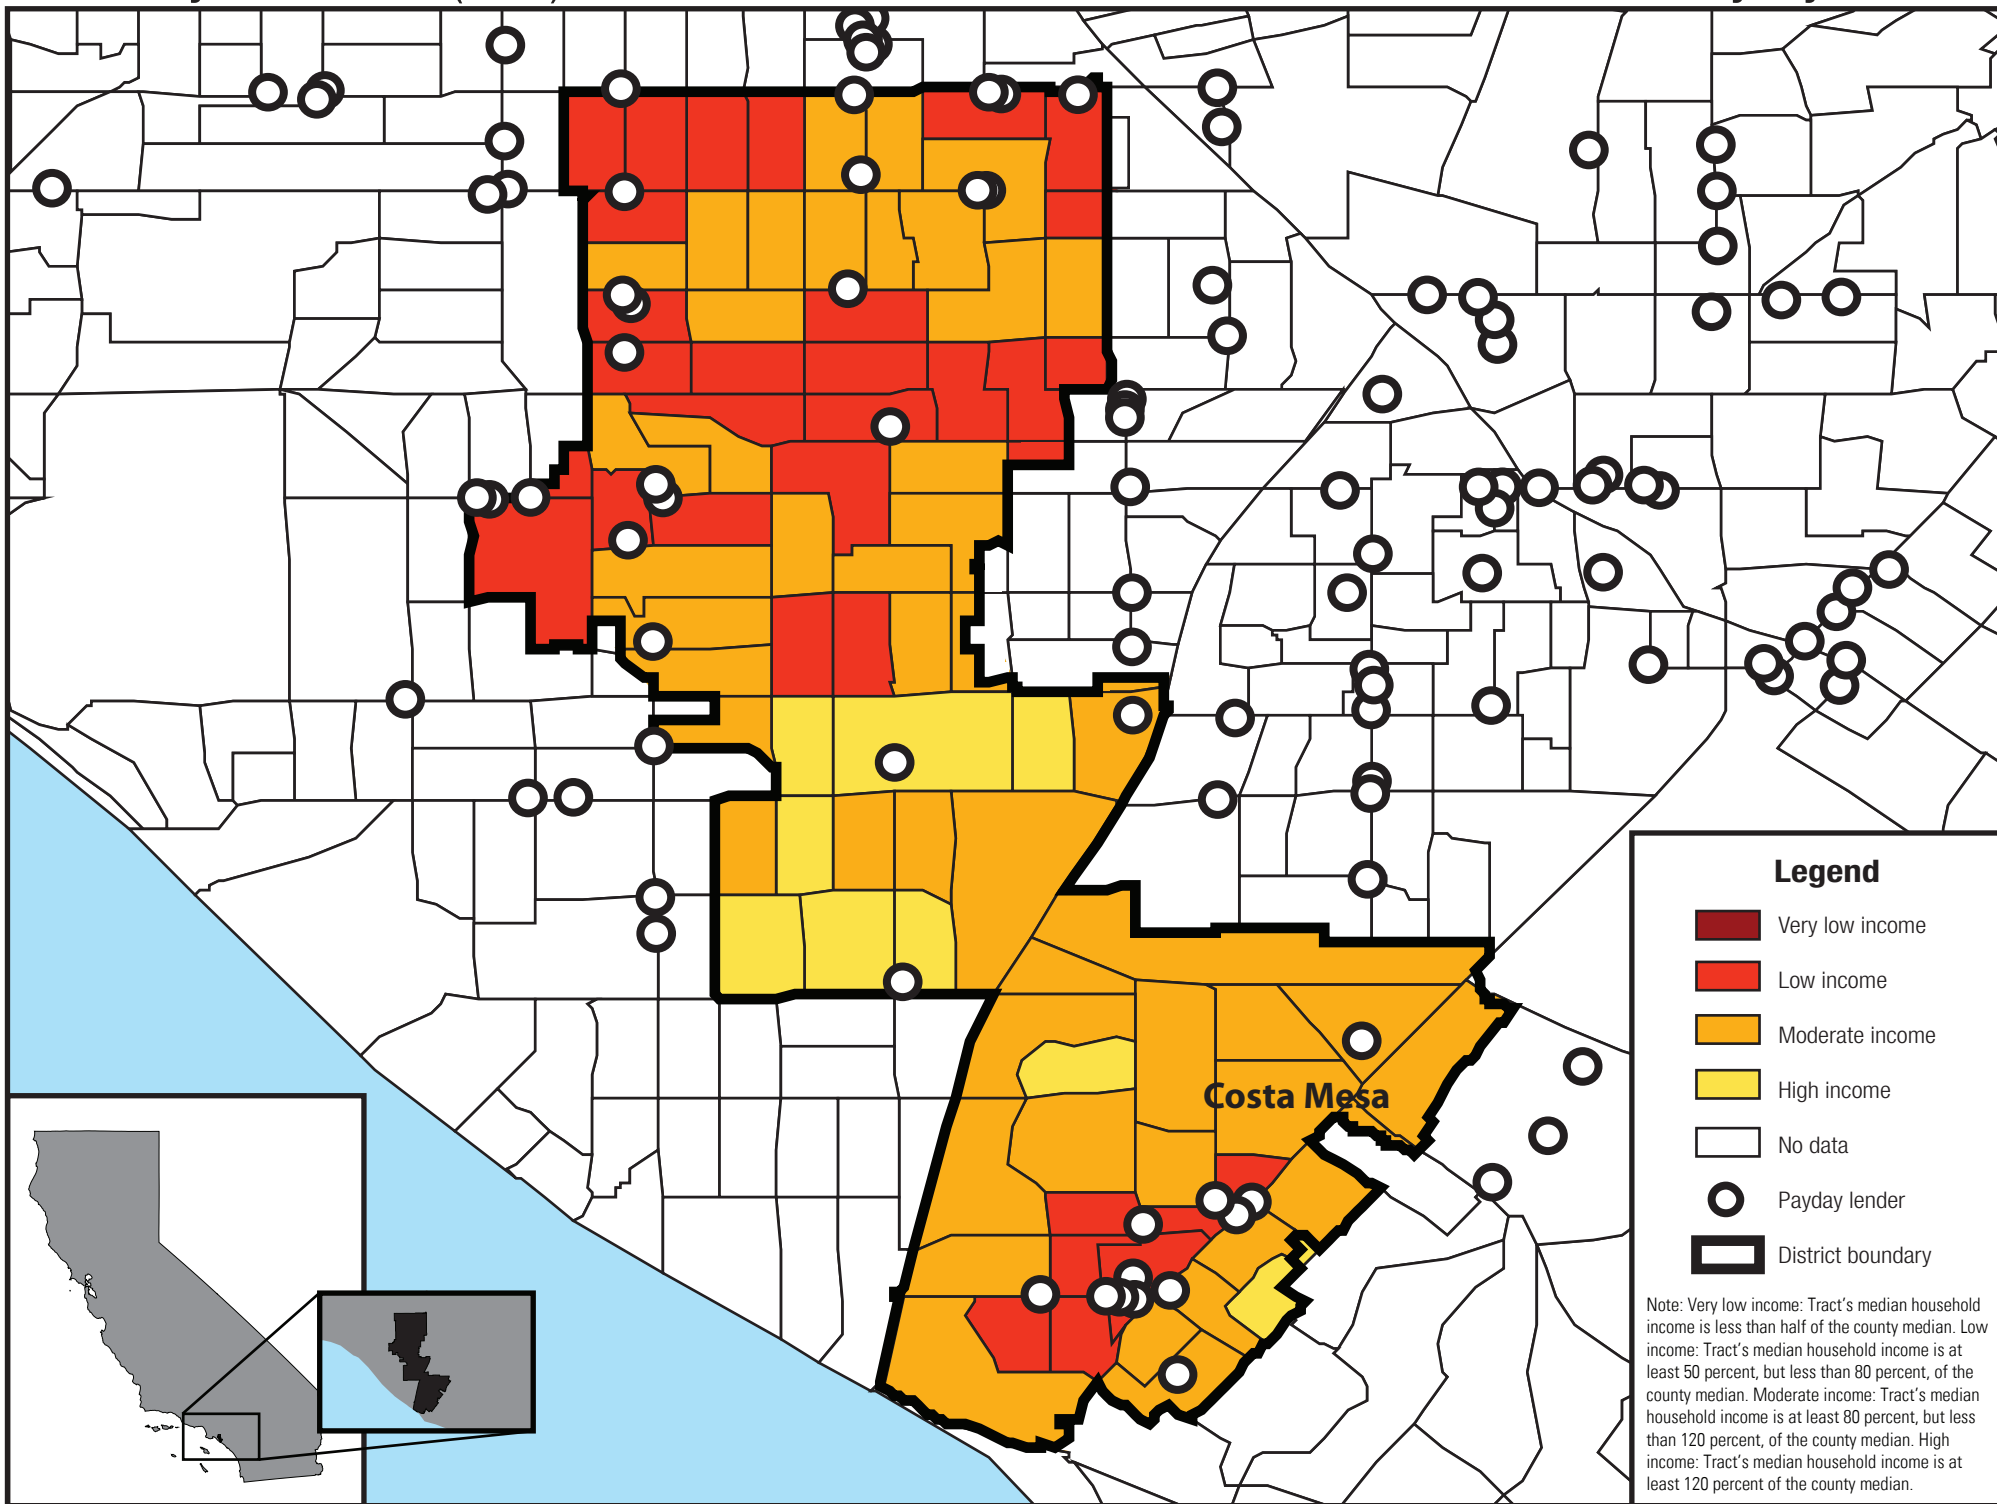 Costa Mesa
Legend
Very low income
Low income
Moderate income
High income
No data
Payday lender
District boundary
Note: Very low income: Tract's median household
income is less than half of the county median. Low
income: Tract's median household income is at
least 50 percent, but less than 80 percent, of the
county median. Moderate income: Tract's median
household income is at least 80 percent, but less
than 120 percent, of the county median. High
income: Tract's median household income is at
least 120 percent of the county median.